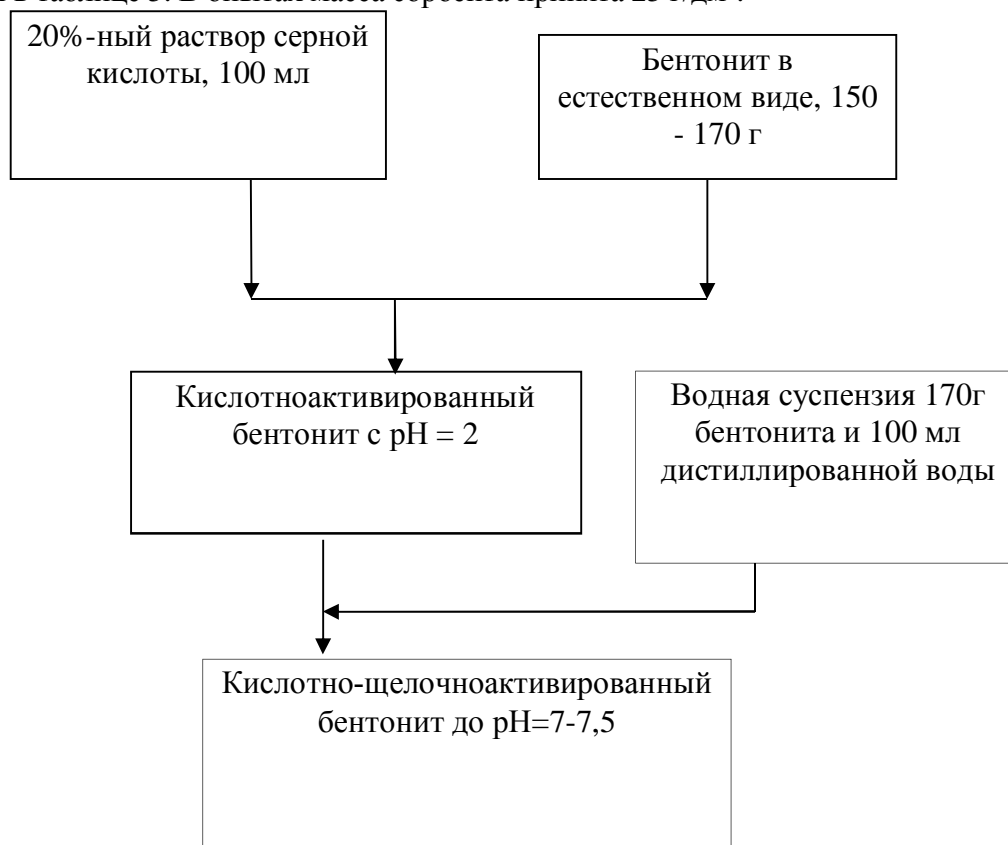 20%-ный раствор серной
кислоты, 100 мл
Бентонит в
естественном виде, 150
- 170 г
Кислотноактивированный
бентонит с pH = 2
Водная суспензия 170г
бентонита и 100 мл
дистиллированной воды
Кислотно-щелочноактивированный
бентонит до pH=7-7,5